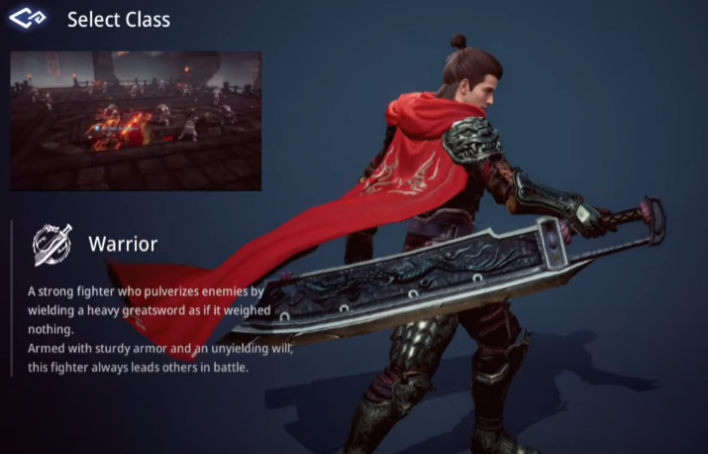 Select Class
Warrior
A strong fighter who pulverizes enemies by
wielding a heavy greatsword as if it weighed
nothing.
Armed with sturdy armor and an unyielding will,
this fighter always leads others in battle.